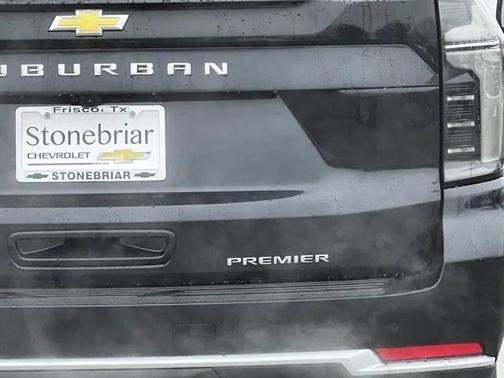 UBURBAN
Frisco, Tx
Stonebriar
CHEVROLET
STONEBRIAR
PREMIER